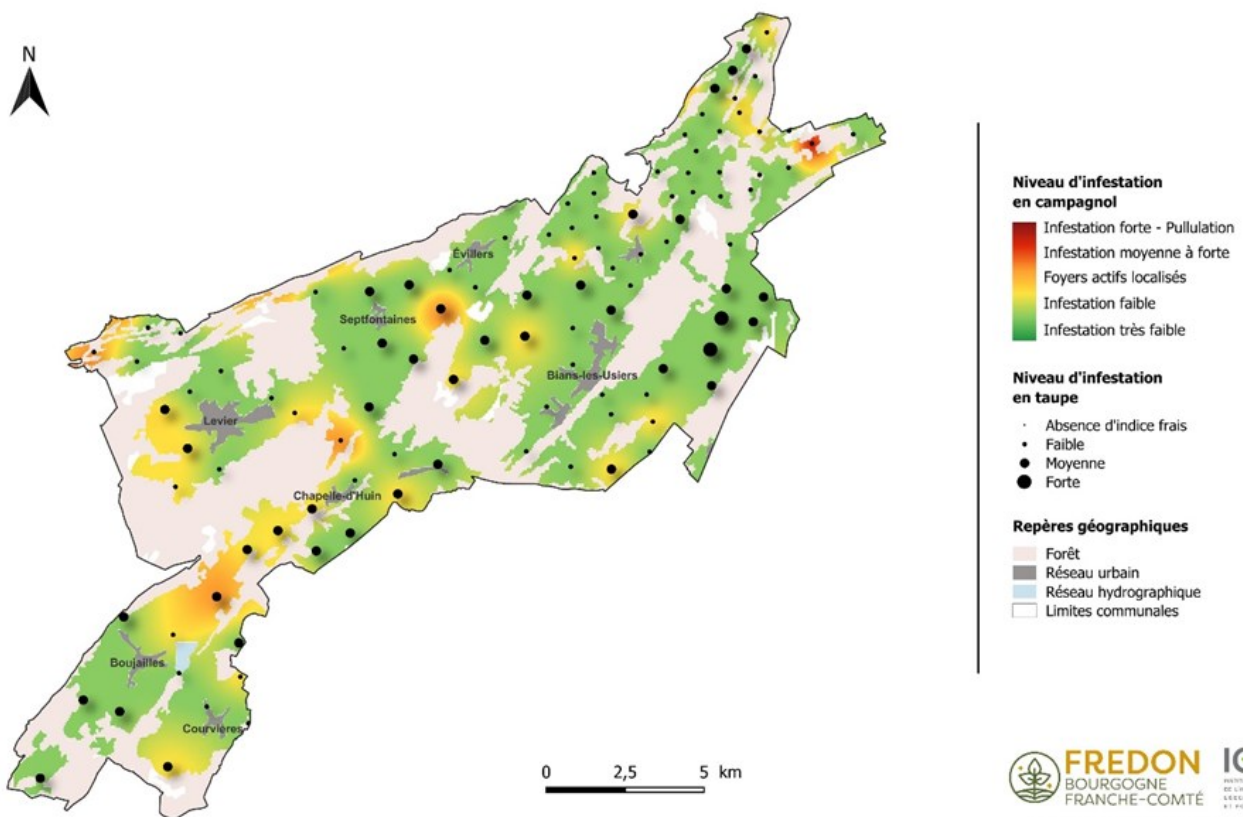 N
Évillers
Septfontaines
Bians-les-Usiers
Levier
Chapelle-d'Huin
Boujailles
Courvières
0 2,5 5 km
Niveau d'infestation
en campagnol
Infestation forte - Pullulation
Infestation moyenne à forte
Foyers actifs localisés
Infestation faible
Infestation très faible
Niveau d'infestation
en taupe
Absence d'indice frais
Faible
Moyenne
Forte
Repères géographiques
Forêt
Réseau urbain
Réseau hydrographique
Limites communales
FREDON
BOURGOGNE
FRANCHE-COMTÉ